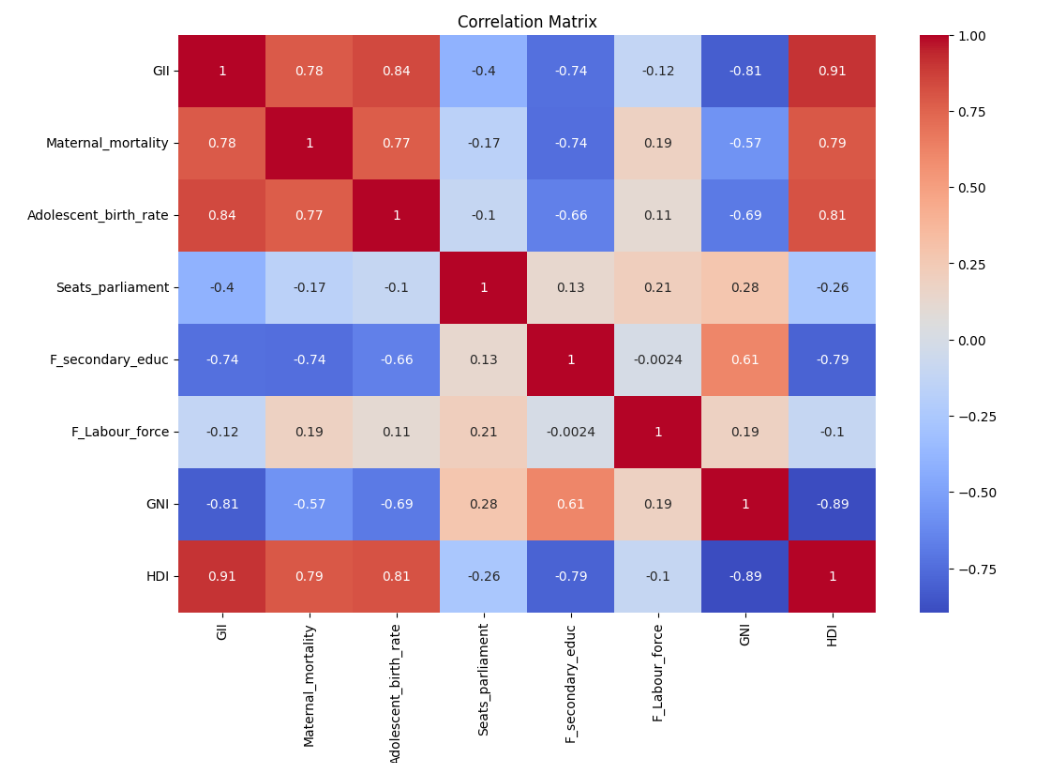 Correlation Matrix
GII 1 0.78 0.84 -0.4 -0.74 -0.12 -0.81 0.91
Maternal_mortality 0.78 1 0.77 -0.17 -0.74 0.19 -0.57 0.79
Adolescent_birth_rate 0.84 0.77 1 -0.1 -0.66 0.11 -0.69 0.81
Seats_parliament -0.4 -0.17 -0.1 1 0.13 0.21 0.28 -0.26
F_secondary_educ -0.74 -0.74 -0.66 0.13 1 -0.0024 0.61 -0.79
F_Labour_force -0.12 0.19 0.11 0.21 -0.0024 1 0.19 -0.1
GNI -0.81 -0.57 -0.69 0.28 0.61 0.19 1 -0.89
HDI 0.91 0.79 0.81 -0.26 -0.79 -0.1 -0.89 1
GII
Maternal_mortality
Adolescent_birth_rate
Seats_parliament
F_secondary_educ
F_Labour_force
GNI
HDI
1.00
0.75
0.50
0.25
0.00
−0.25
−0.50
−0.75